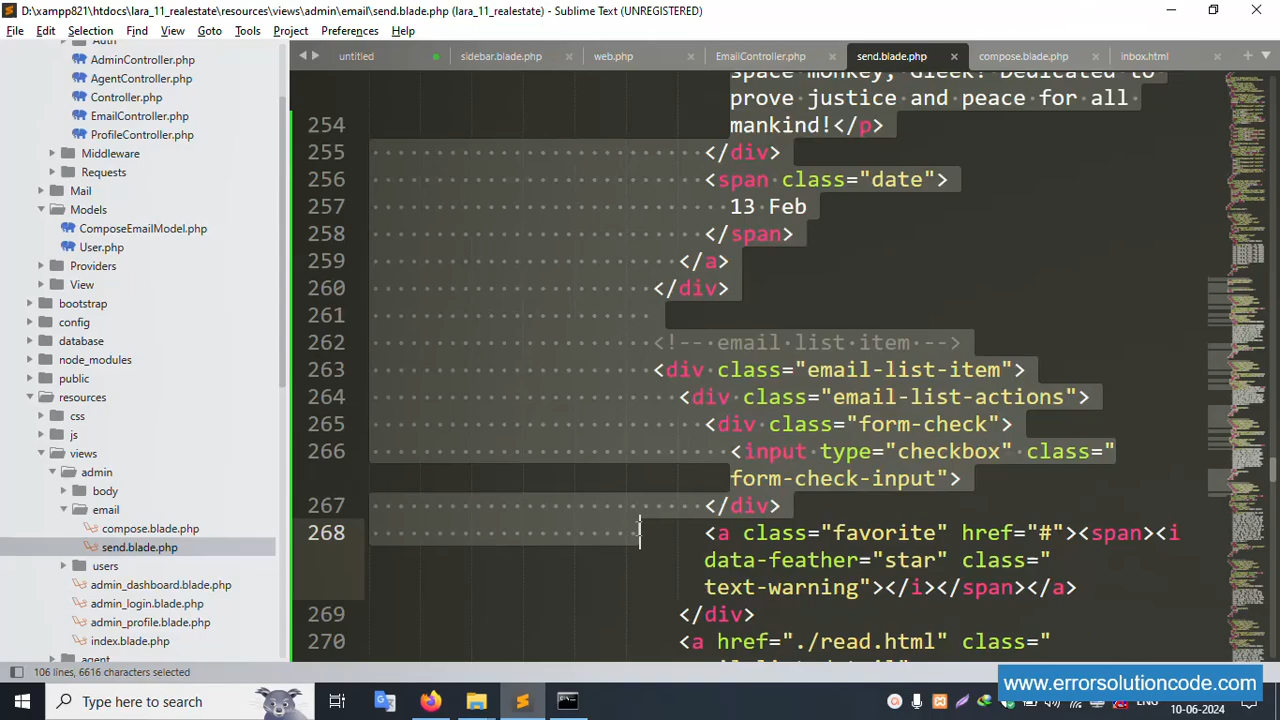 D:\xampp821\htdocs\lara_11_realestate\resources\views\admin\email\send.blade.php (lara_11_realestate) - Sublime Text (UNREGISTERED)
File Edit Selection Find View Goto Tools Project Preferences Help
untitled sidebar.blade.php web.php EmailController.php send.blade.php compose.blade.php inbox.html
AdminController.php
AgentController.php
Controller.php
EmailController.php
ProfileController.php
Middleware
Requests
Mail
Models
ComposeEmailModel.php
User.php
Providers
View
bootstrap
config
database
node_modules
public
resources
css
js
views
admin
body
email
compose.blade.php
send.blade.php
users
admin_dashboard.blade.php
admin_login.blade.php
admin_profile.blade.php
index.blade.php
agent
space monkey, Gleek! Dedicated to
prove justice and peace for all
254 mankind!</p>
255 </div>
256 <span class="date">
257 13 Feb
258 </span>
259 </a>
260 </div>
261
262 <!-- email list item -->
263 <div class="email-list-item">
264 <div class="email-list-actions">
265 <div class="form-check">
266 <input type="checkbox" class="
form-check-input">
267 </div>
268 <a class="favorite" href="#"><span><i
data-feather="star" class="
text-warning"></i></span></a>
269 </div>
270 <a href="./read.html" class="
106 lines, 6616 characters selected
www.errorsolutioncode.com
Type here to search
ENG
10-06-2024